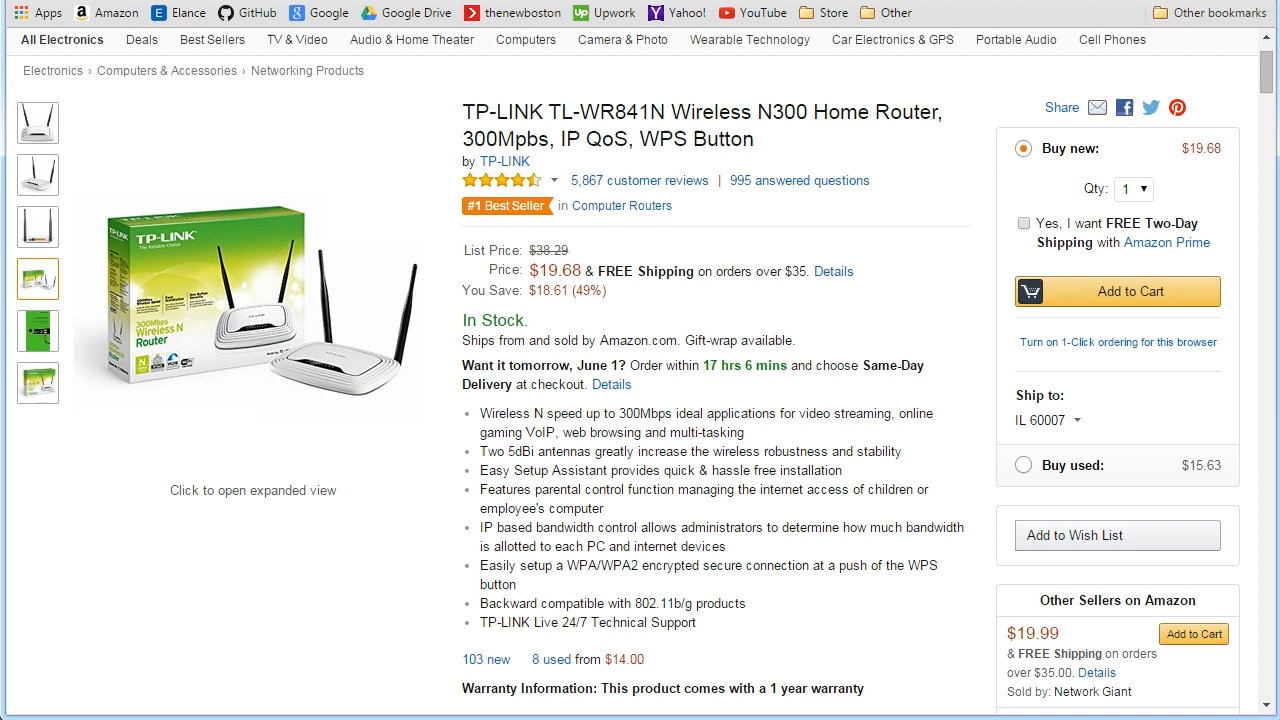 Apps Amazon Elance GitHub Google Google Drive thenewboston Upwork Yahoo! YouTube Store Other Other bookmarks
All Electronics Deals Best Sellers TV & Video Audio & Home Theater Computers Camera & Photo Wearable Technology Car Electronics & GPS Portable Audio Cell Phones
Electronics › Computers & Accessories › Networking Products
TP-LINK TL-WR841N Wireless N300 Home Router,
300Mpbs, IP QoS, WPS Button
by TP-LINK
5,867 customer reviews | 995 answered questions
#1 Best Seller in Computer Routers
List Price: $38.29
Price: $19.68 & FREE Shipping on orders over $35. Details
You Save: $18.61 (49%)
In Stock.
Ships from and sold by Amazon.com. Gift-wrap available.
Want it tomorrow, June 1? Order within 17 hrs 6 mins and choose Same-Day
Delivery at checkout. Details
Wireless N speed up to 300Mbps ideal applications for video streaming, online
gaming VoIP, web browsing and multi-tasking
Two 5dBi antennas greatly increase the wireless robustness and stability
Easy Setup Assistant provides quick & hassle free installation
Features parental control function managing the internet access of children or
employee's computer
IP based bandwidth control allows administrators to determine how much bandwidth
is allotted to each PC and internet devices
Easily setup a WPA/WPA2 encrypted secure connection at a push of the WPS
button
Backward compatible with 802.11b/g products
TP-LINK Live 24/7 Technical Support
103 new 8 used from $14.00
Warranty Information: This product comes with a 1 year warranty
TP-LINK
The Reliable Choice
TP-LINK
300Mbps
Wireless N
Router
N
TP-LINK
TP-LINK
Click to open expanded view
Share
Buy new: $19.68
Qty: 1
Yes, I want FREE Two-Day
Shipping with Amazon Prime
Add to Cart
Turn on 1-Click ordering for this browser
Ship to:
IL 60007
Buy used: $15.63
Add to Wish List
Other Sellers on Amazon
$19.99 Add to Cart
& FREE Shipping on orders
over $35.00. Details
Sold by: Network Giant